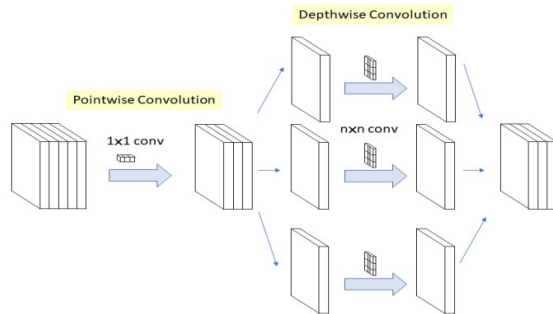 Depthwise Convolution
Pointwise Convolution
1x1 conv
nxn conv